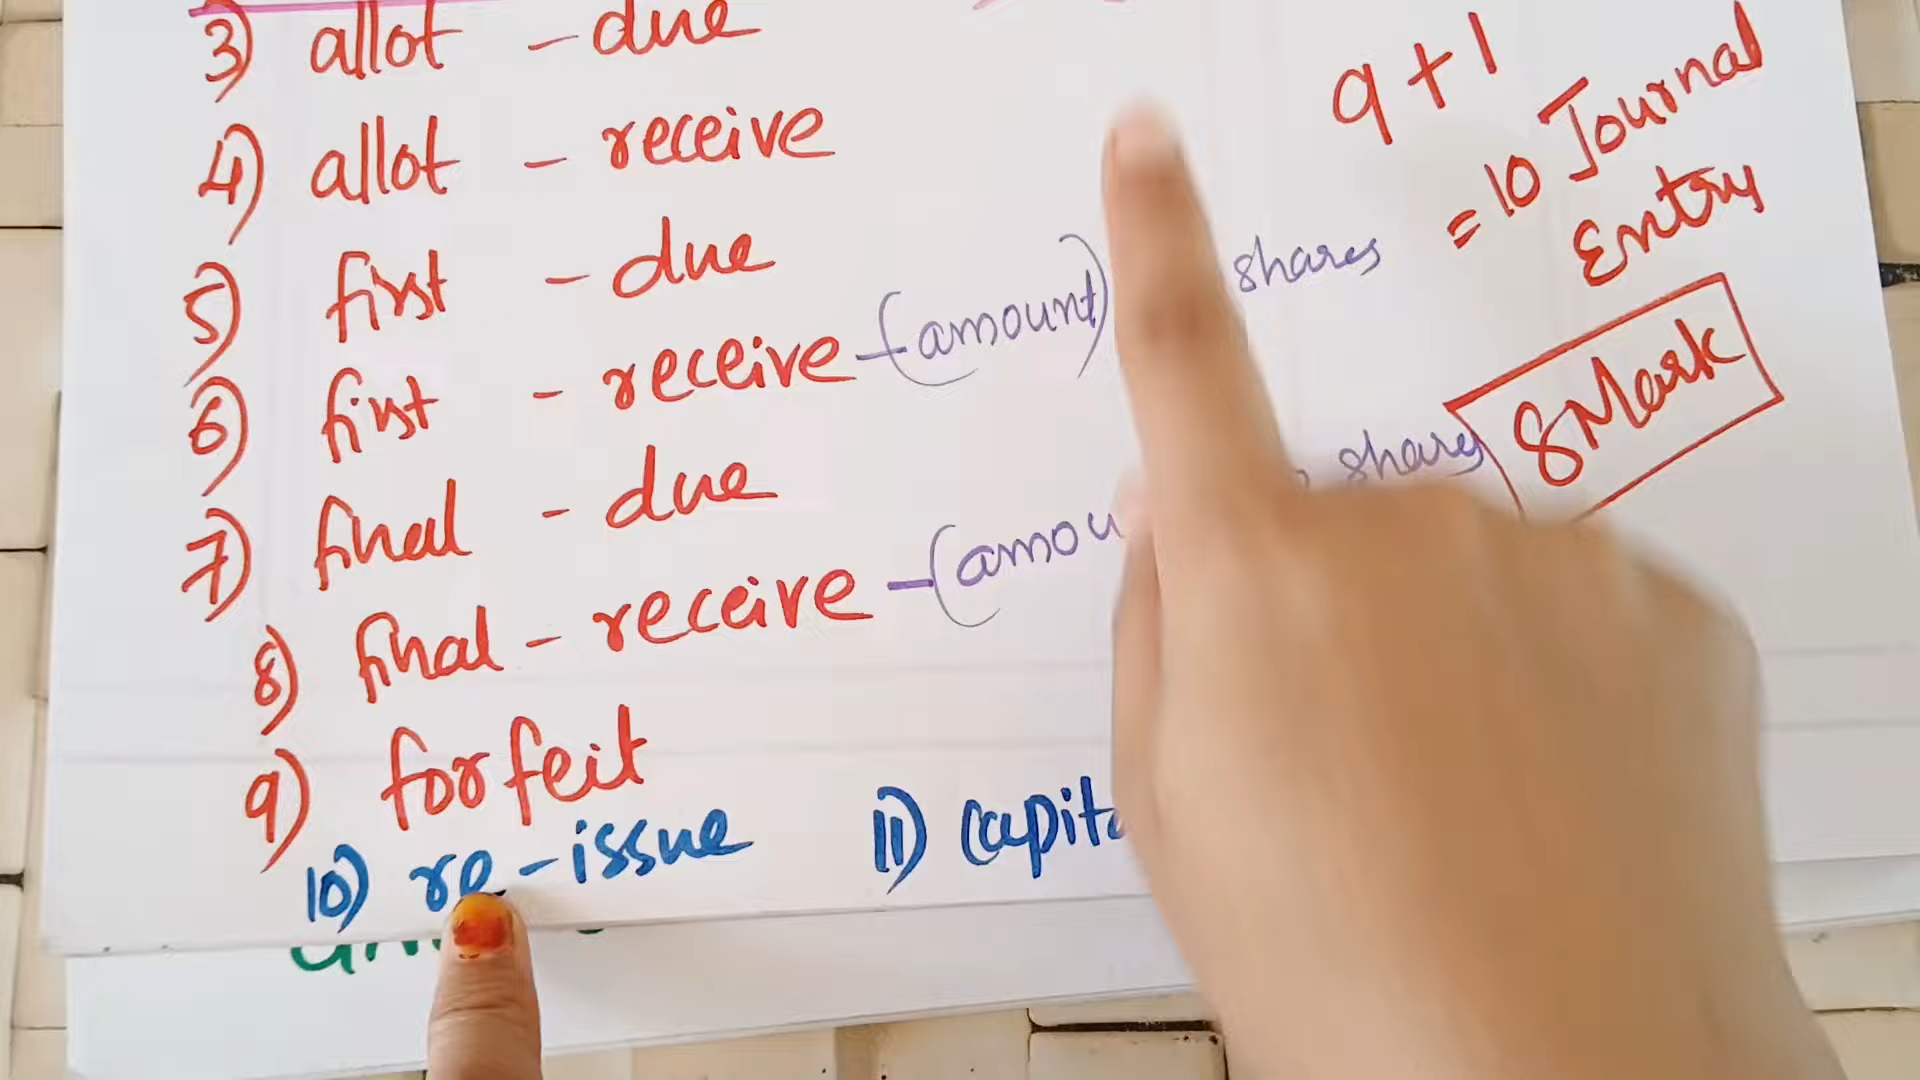 3) allot - due
4) allot - receive
5) first - due
6) first - receive - (amount) shares
7) final - due
8) final - receive - (amou shares
9) forfeit
10) re-issue
11) capita
9 + 1
= 10 Journal
Entry
8 Mark